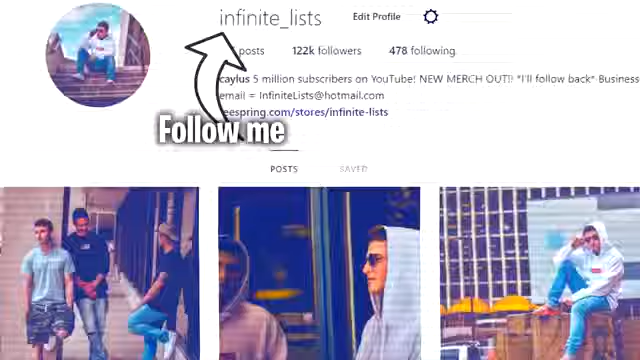 infinite_lists Edit Profile
posts 122k followers 478 following
caylus 5 million subscribers on YouTube! NEW MERCH OUT!! *I'll follow back* Business
email = InfiniteLists@hotmail.com
eespring.com/stores/infinite-lists
Follow me
POSTS SAVED